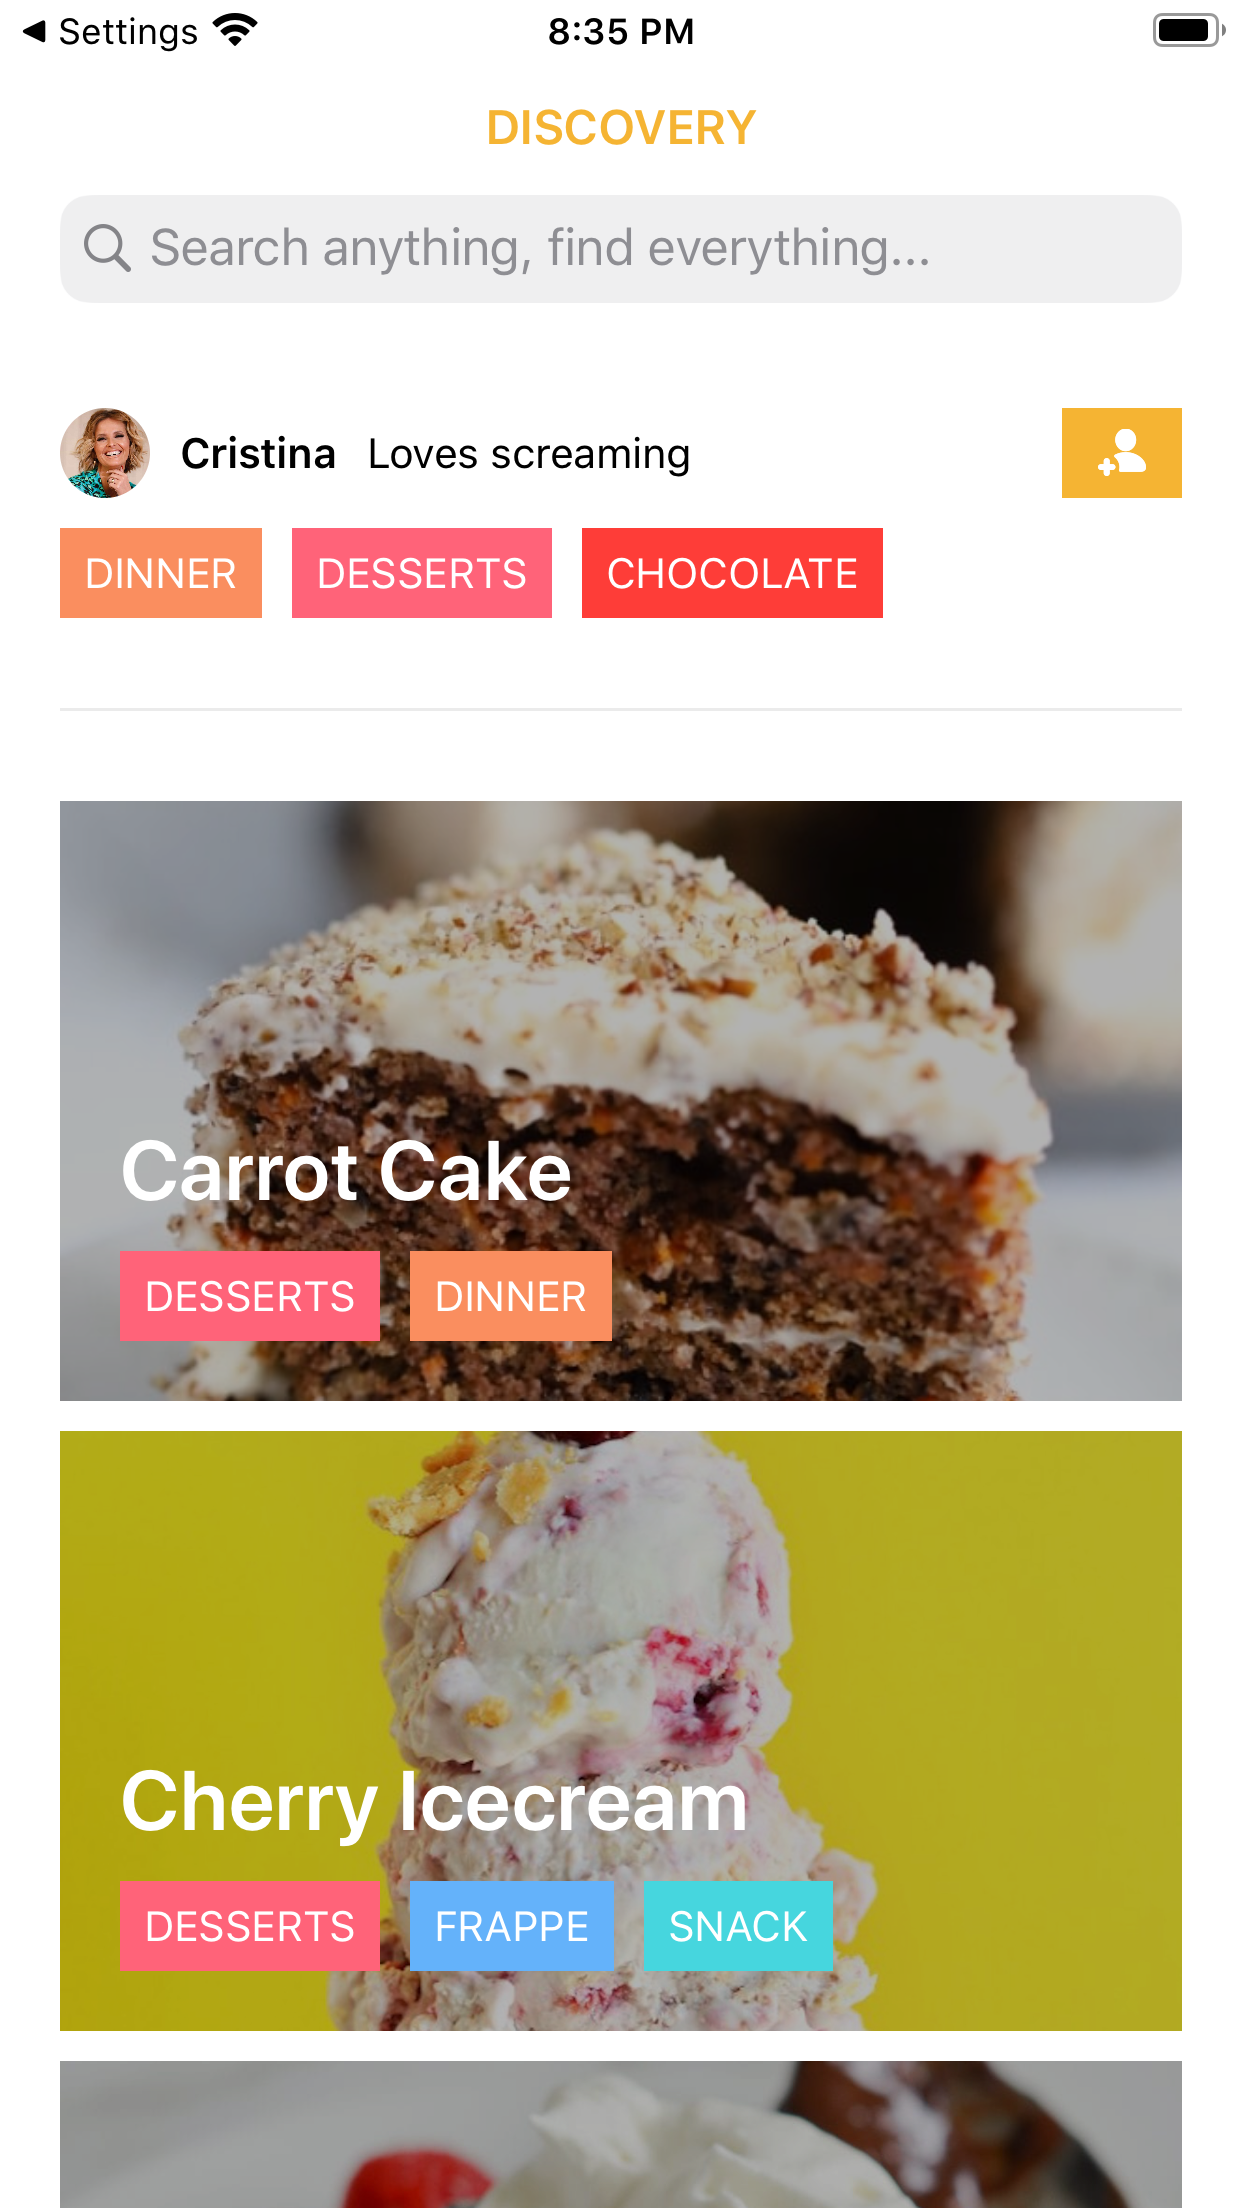 Settings 8:35 PM
DISCOVERY
Search anything, find everything...
Cristina Loves screaming
DINNER DESSERTS CHOCOLATE
Carrot Cake
DESSERTS DINNER
Cherry Icecream
DESSERTS FRAPPE SNACK